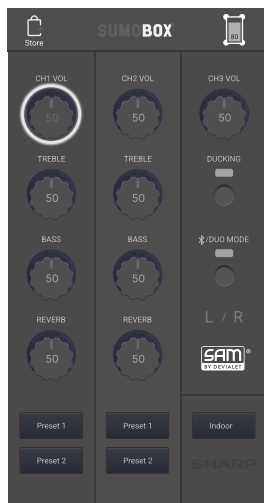 Store
SUMOBOX
80
CH1 VOL
CH2 VOL
CH3 VOL
50
50
50
TREBLE
TREBLE
DUCKING
50
50
BASS
BASS
/DUO MODE
50
50
REVERB
REVERB
L / R
50
50
SAM®
BY DEVIALET
Preset 1
Preset 1
Indoor
Preset 2
Preset 2
SHARP